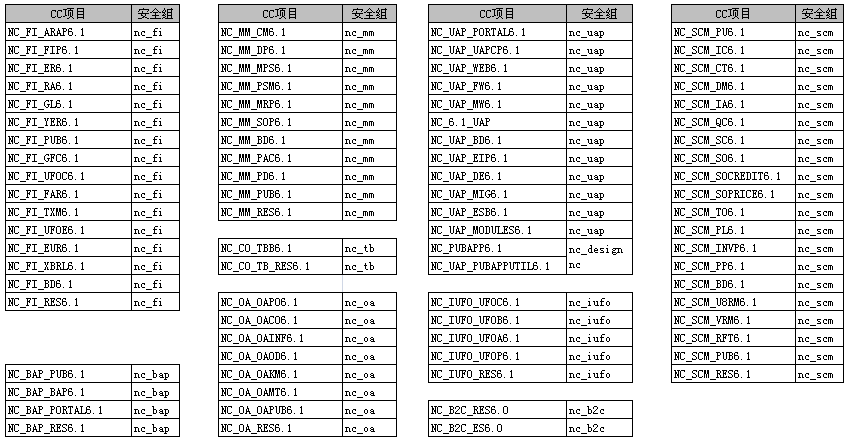 CC项目 安全组
NC_FI_ARAP6.1 nc_fi
NC_FI_FIP6.1 nc_fi
NC_FI_ER6.1 nc_fi
NC_FI_RA6.1 nc_fi
NC_FI_GL6.1 nc_fi
NC_FI_YER6.1 nc_fi
NC_FI_PUB6.1 nc_fi
NC_FI_GFC6.1 nc_fi
NC_FI_UFOC6.1 nc_fi
NC_FI_FAR6.1 nc_fi
NC_FI_TXM6.1 nc_fi
NC_FI_UFOE6.1 nc_fi
NC_FI_EUR6.1 nc_fi
NC_FI_XBRL6.1 nc_fi
NC_FI_BD6.1 nc_fi
NC_FI_RES6.1 nc_fi
NC_BAP_PUB6.1 nc_bap
NC_BAP_BAP6.1 nc_bap
NC_BAP_PORTAL6.1 nc_bap
NC_BAP_RES6.1 nc_bap
CC项目 安全组
NC_MM_CM6.1 nc_mm
NC_MM_DP6.1 nc_mm
NC_MM_MPS6.1 nc_mm
NC_MM_PSM6.1 nc_mm
NC_MM_MRP6.1 nc_mm
NC_MM_SOP6.1 nc_mm
NC_MM_BD6.1 nc_mm
NC_MM_PAC6.1 nc_mm
NC_MM_PD6.1 nc_mm
NC_MM_PUB6.1 nc_mm
NC_MM_RES6.1 nc_mm
NC_CO_TBB6.1 nc_tb
NC_CO_TB_RES6.1 nc_tb
NC_OA_OAPO6.1 nc_oa
NC_OA_OACO6.1 nc_oa
NC_OA_OAINF6.1 nc_oa
NC_OA_OAOD6.1 nc_oa
NC_OA_OAKM6.1 nc_oa
NC_OA_OAMT6.1 nc_oa
NC_OA_OAPUB6.1 nc_oa
NC_OA_RES6.1 nc_oa
CC项目 安全组
NC_UAP_PORTAL6.1 nc_uap
NC_UAP_UAPCP6.1 nc_uap
NC_UAP_WEB6.1 nc_uap
NC_UAP_FW6.1 nc_uap
NC_UAP_MW6.1 nc_uap
NC_6.1_UAP nc_uap
NC_UAP_BD6.1 nc_uap
NC_UAP_EIP6.1 nc_uap
NC_UAP_DE6.1 nc_uap
NC_UAP_MIG6.1 nc_uap
NC_UAP_ESB6.1 nc_uap
NC_UAP_MODULES6.1 nc_uap
NC_PUBAPP6.1 nc_design
NC_UAP_PUBAPPUTIL6.1 nc
NC_IUFO_UFOC6.1 nc_iufo
NC_IUFO_UFOB6.1 nc_iufo
NC_IUFO_UFOA6.1 nc_iufo
NC_IUFO_UFOP6.1 nc_iufo
NC_IUFO_RES6.1 nc_iufo
NC_B2C_RES6.0 nc_b2c
NC_B2C_ES6.0 nc_b2c
CC项目 安全组
NC_SCM_PU6.1 nc_scm
NC_SCM_IC6.1 nc_scm
NC_SCM_CT6.1 nc_scm
NC_SCM_DM6.1 nc_scm
NC_SCM_IA6.1 nc_scm
NC_SCM_QC6.1 nc_scm
NC_SCM_SC6.1 nc_scm
NC_SCM_SO6.1 nc_scm
NC_SCM_SOCREDIT6.1 nc_scm
NC_SCM_SOPRICE6.1 nc_scm
NC_SCM_TO6.1 nc_scm
NC_SCM_PL6.1 nc_scm
NC_SCM_INVP6.1 nc_scm
NC_SCM_PP6.1 nc_scm
NC_SCM_BD6.1 nc_scm
NC_SCM_U8RM6.1 nc_scm
NC_SCM_VRM6.1 nc_scm
NC_SCM_RFT6.1 nc_scm
NC_SCM_PUB6.1 nc_scm
NC_SCM_RES6.1 nc_scm